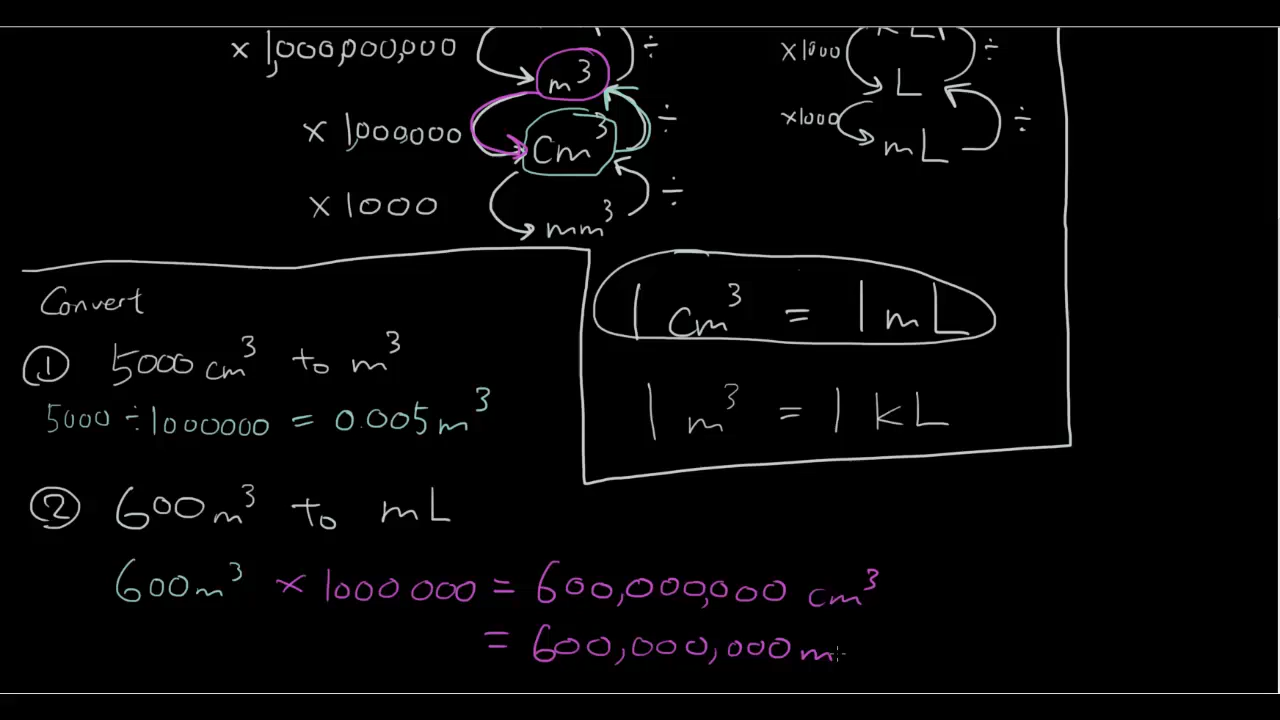 x 1,000,000,000 ÷ x1000 kL ÷
m³
L
x 1,000,000 ÷ x1000 ÷
cm³
mL
x 1000 ÷
mm³
Convert
1 cm³ = 1 mL
① 5000 cm³ to m³
5000 ÷ 1000000 = 0.005 m³
1 m³ = 1 kL
② 600 m³ to mL
600 m³ x 1000 000 = 600,000,000 cm³
= 600,000,000 m